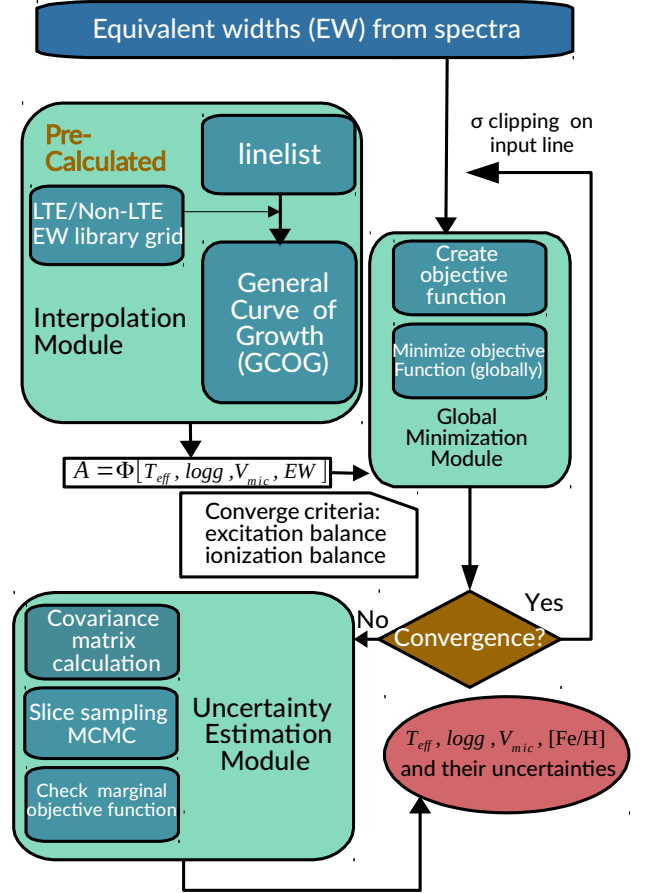 Equivalent widths (EW) from spectra
σ clipping on
input line
Pre-
Calculated
linelist
LTE/Non-LTE
EW library grid
General
Curve of
Growth
(GCOG)
Interpolation
Module
Create
objective
function
Minimize objective
Function (globally)
Global
Minimization
Module
A = Φ[T_eff , logg , V_mic , EW ]
Converge criteria:
excitation balance
ionization balance
No
Yes
Convergence?
Covariance
matrix
calculation
Slice sampling
MCMC
Check marginal
objective function
Uncertainty
Estimation
Module
T_eff , logg , V_mic , [Fe/H]
and their uncertainties